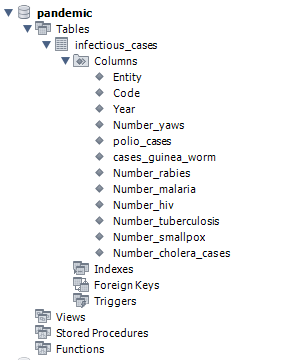 pandemic
Tables
infectious_cases
Columns
Entity
Code
Year
Number_yaws
polio_cases
cases_guinea_worm
Number_rabies
Number_malaria
Number_hiv
Number_tuberculosis
Number_smallpox
Number_cholera_cases
Indexes
Foreign Keys
Triggers
Views
Stored Procedures
Functions